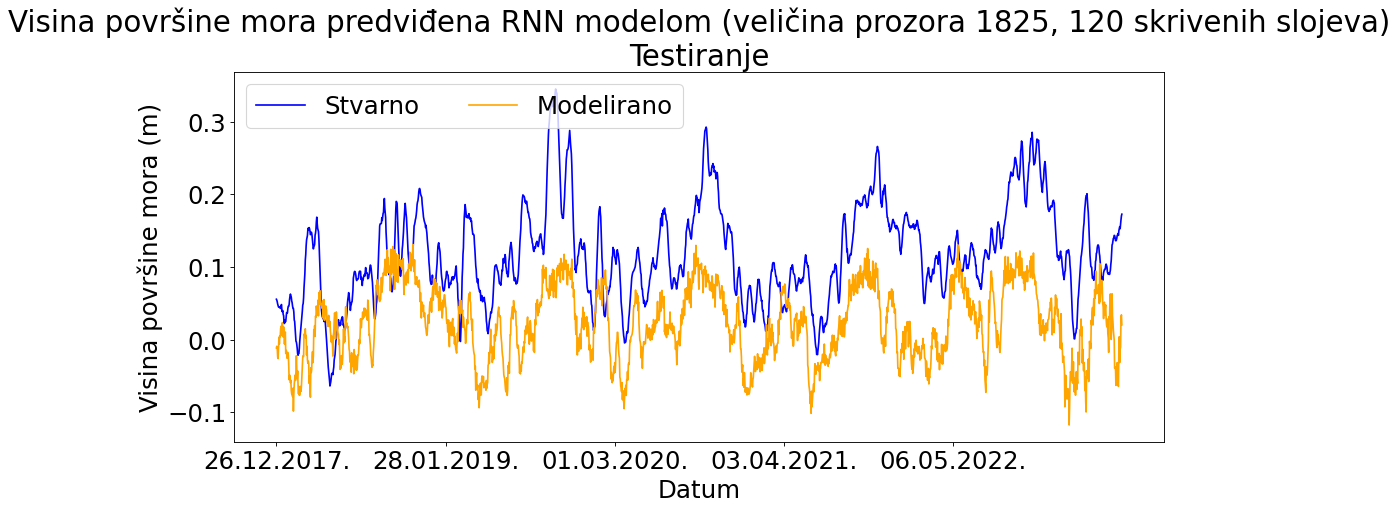 Visina površine mora predviđena RNN modelom (veličina prozora 1825, 120 skrivenih slojeva)
Testiranje
Stvarno Modelirano
Visina površine mora (m)
0.3
0.2
0.1
0.0
−0.1
26.12.2017. 28.01.2019. 01.03.2020. 03.04.2021. 06.05.2022.
Datum